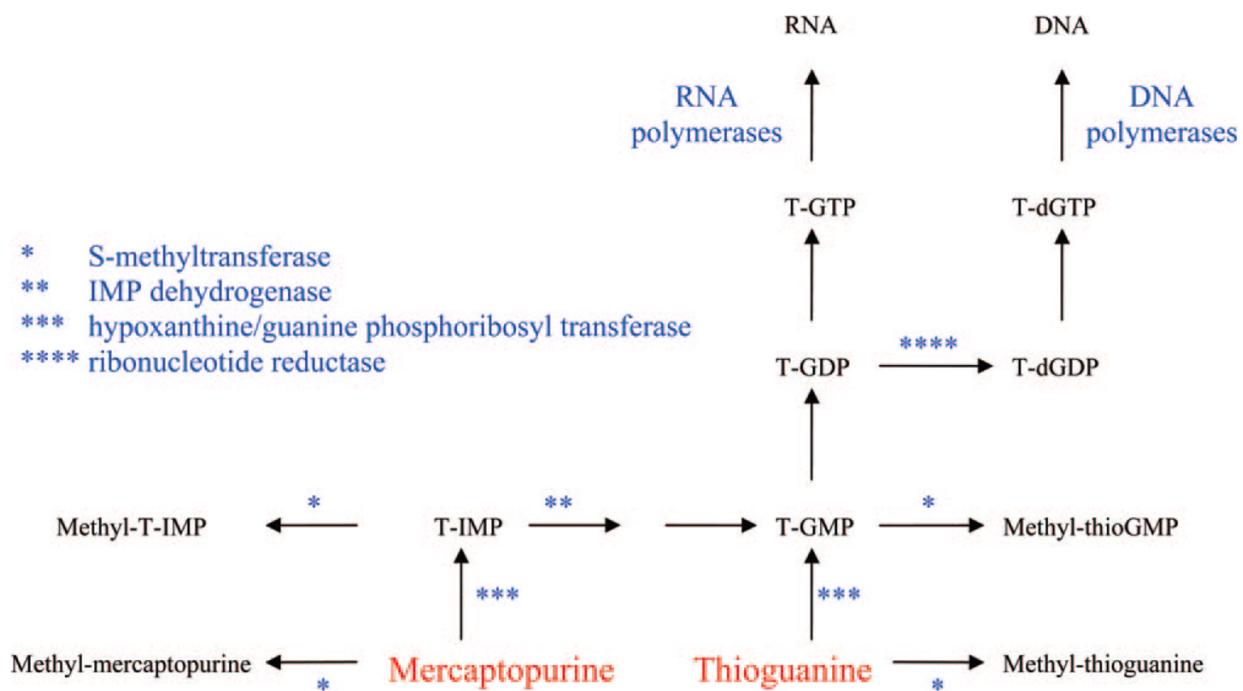 RNA DNA
RNA DNA
polymerases polymerases
T-GTP T-dGTP
* S-methyltransferase
** IMP dehydrogenase
*** hypoxanthine/guanine phosphoribosyl transferase
**** ribonucleotide reductase
****
T-GDP T-dGDP
* ** *
Methyl-T-IMP T-IMP T-GMP Methyl-thioGMP
*** ***
Methyl-mercaptopurine Mercaptopurine Thioguanine Methyl-thioguanine
* *